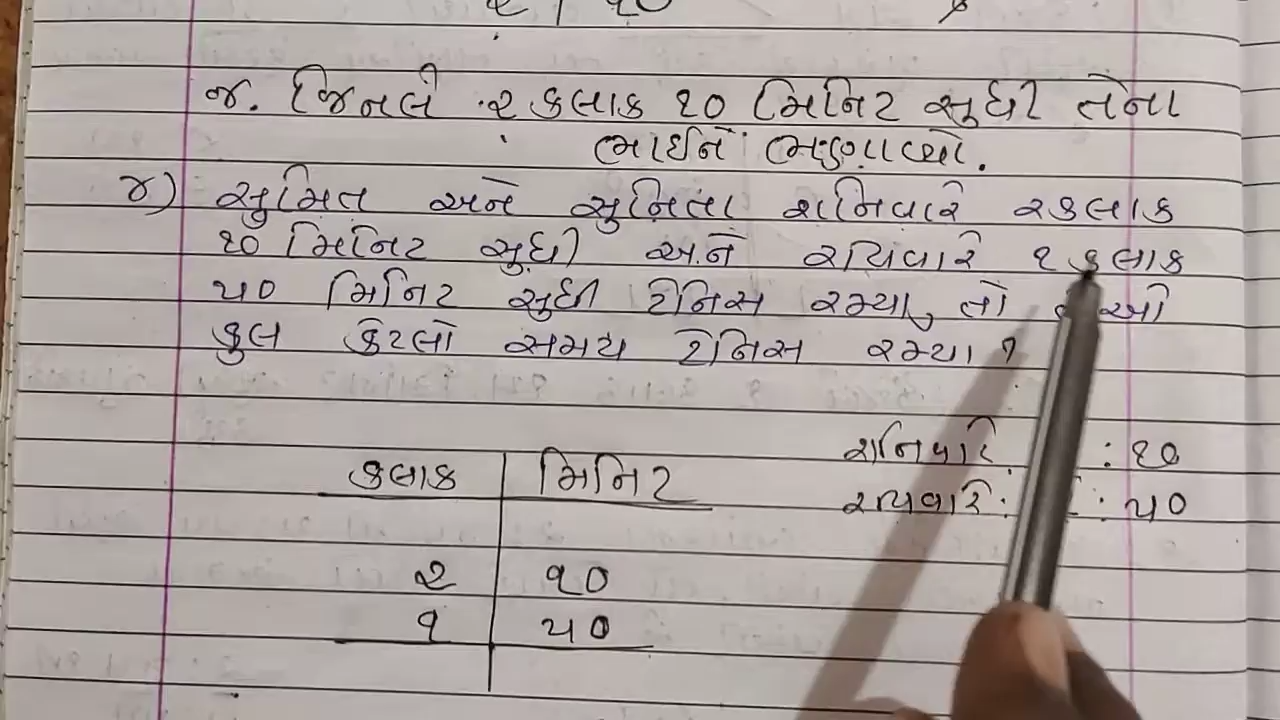 જ. જિનલે ૨ કલાક ૧૦ મિનિટ સુધી તેના
ભાઈને ભણાવ્યો.
૪) સુમિત અને સુનિતા શનિવારે ૨ કલાક
૧૦ મિનિટ સુધી અને રવિવારે ૧ કલાક
૫૦ મિનિટ સુધી ટેનિસ રમ્યા, તો
કુલ કેટલો સમય ટેનિસ રમ્યા ?
શનિવારે : ૧૦
કલાક મિનિટ
રવિવારે : ૫૦
૨ ૧૦
૧ ૫૦